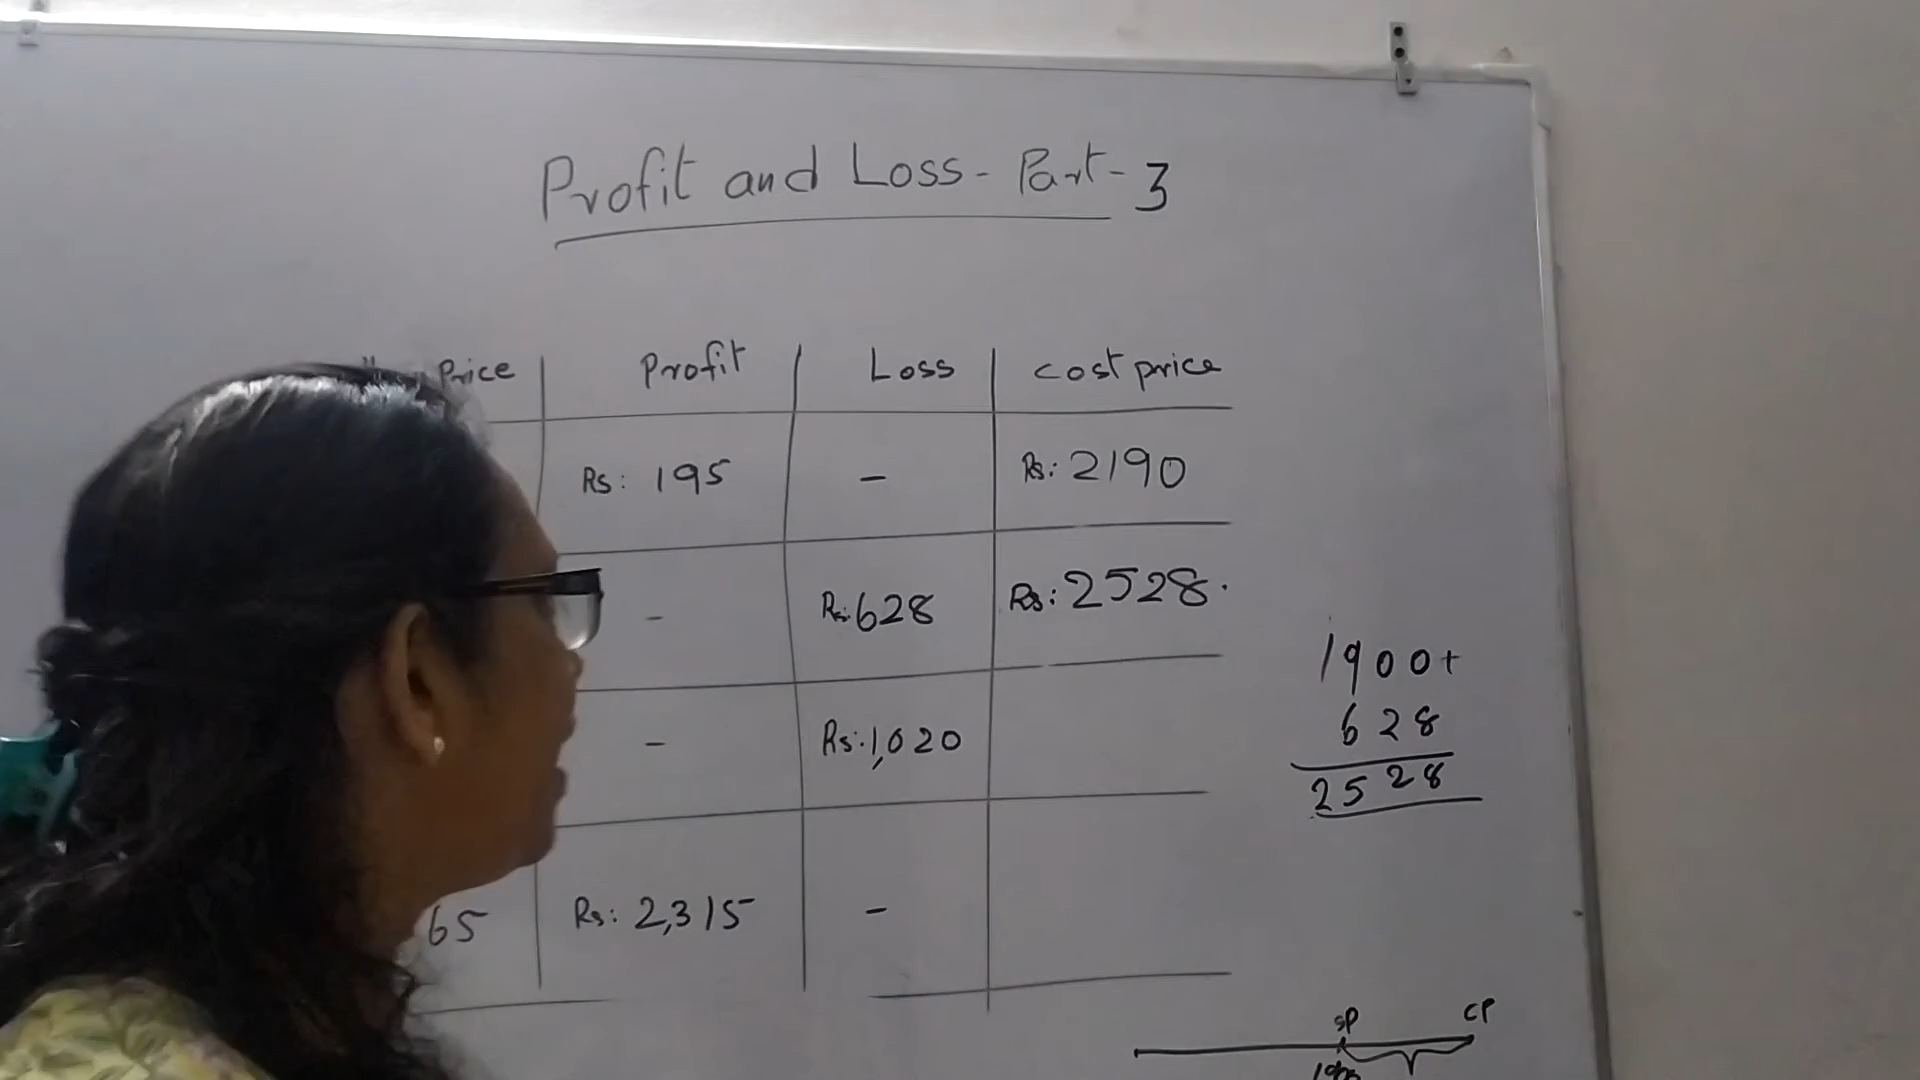 Profit and Loss - Part - 3
Price Profit Loss cost price
Rs: 195 - Rs: 2190
- Rs: 628 Rs: 2528.
- Rs: 1,020
65 Rs: 2,315 -
1900+
628
2528
SP CP